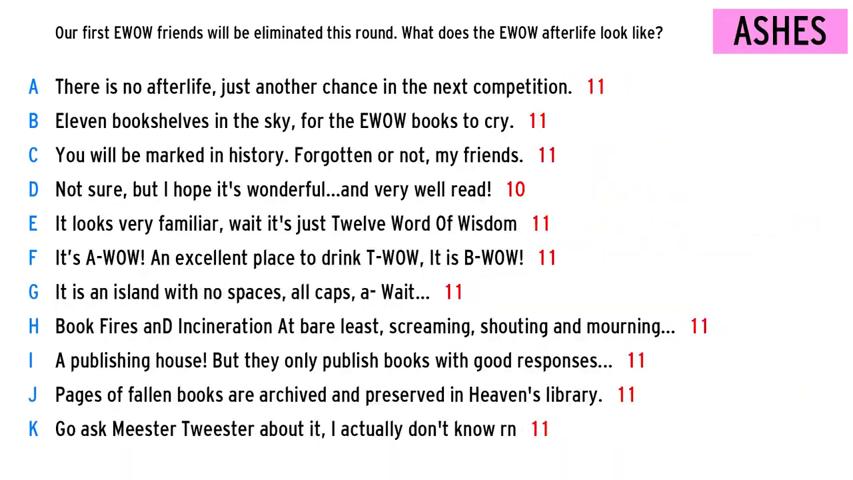 Our first EWOW friends will be eliminated this round. What does the EWOW afterlife look like?
ASHES
A There is no afterlife, just another chance in the next competition. 11
B Eleven bookshelves in the sky, for the EWOW books to cry. 11
C You will be marked in history. Forgotten or not, my friends. 11
D Not sure, but I hope it's wonderful...and very well read! 10
E It looks very familiar, wait it's just Twelve Word Of Wisdom 11
F It’s A-WOW! An excellent place to drink T-WOW, It is B-WOW! 11
G It is an island with no spaces, all caps, a- Wait... 11
H Book Fires anD Incineration At bare least, screaming, shouting and mourning... 11
I A publishing house! But they only publish books with good responses... 11
J Pages of fallen books are archived and preserved in Heaven's library. 11
K Go ask Meester Tweester about it, I actually don't know rn 11